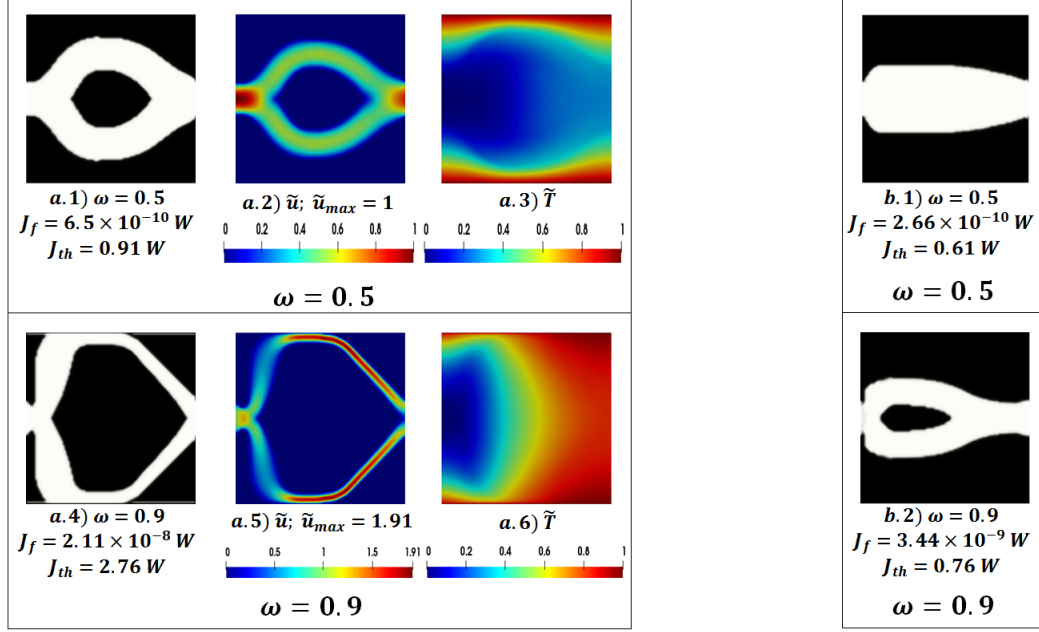 a.1) ω = 0.5
J_f = 6.5 × 10⁻¹⁰ W
J_th = 0.91 W
a.2) ũ; ũ_max = 1
0 0.2 0.4 0.6 0.8 1
a.3) T̃
0 0.2 0.4 0.6 0.8 1
ω = 0.5
a.4) ω = 0.9
J_f = 2.11 × 10⁻⁸ W
J_th = 2.76 W
a.5) ũ; ũ_max = 1.91
0 0.5 1 1.5 1.91
a.6) T̃
0 0.2 0.4 0.6 0.8 1
ω = 0.9
b.1) ω = 0.5
J_f = 2.66 × 10⁻¹⁰ W
J_th = 0.61 W
ω = 0.5
b.2) ω = 0.9
J_f = 3.44 × 10⁻⁹ W
J_th = 0.76 W
ω = 0.9